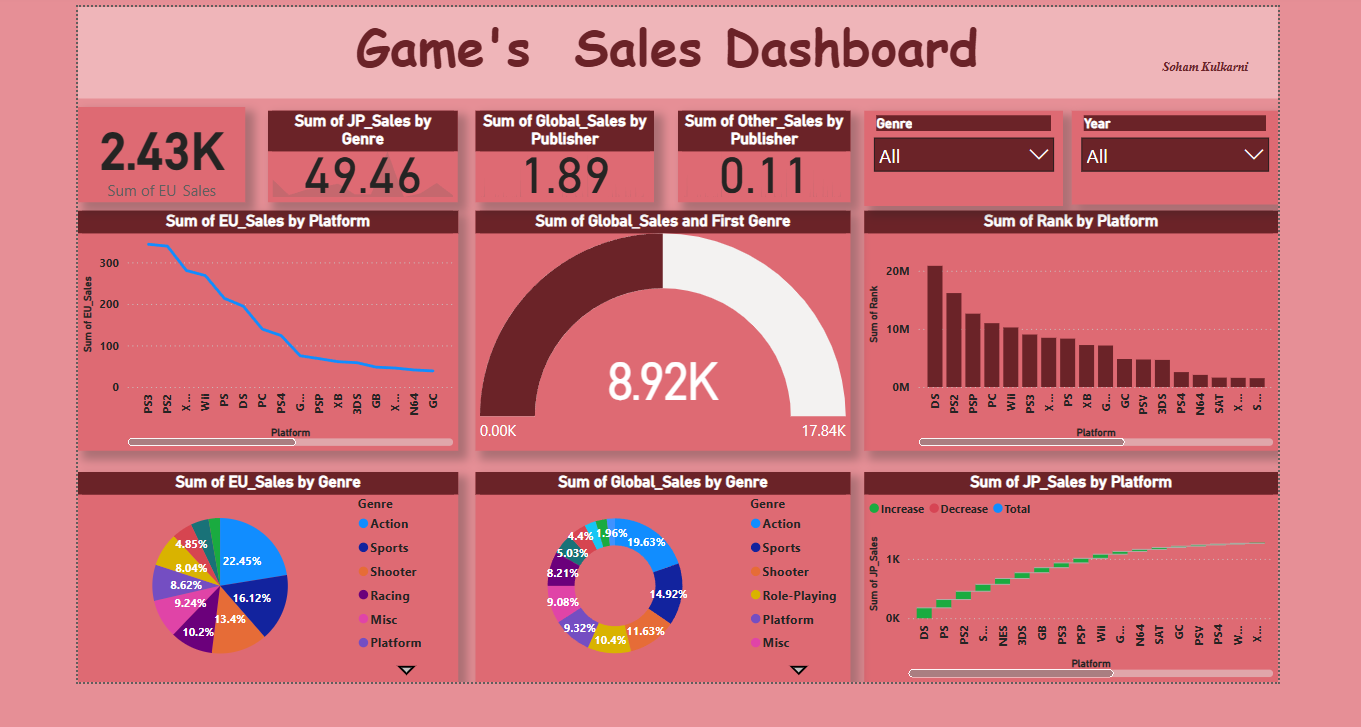 Game's Sales Dashboard
Soham Kulkarni
2.43K
Sum of EU_Sales
Sum of JP_Sales by
Genre
49.46
Sum of Global_Sales by
Publisher
1.89
Sum of Other_Sales by
Publisher
0.11
Genre
All
Year
All
Sum of EU_Sales by Platform
Sum of EU_Sales
300
200
100
0
PS3
PS2
X…
Wii
PS
DS
PC
PS4
G…
PSP
XB
3DS
GB
X…
N64
GC
Platform
Sum of Global_Sales and First Genre
8.92K
0.00K
17.84K
Sum of Rank by Platform
Sum of Rank
20M
10M
0M
DS
PS2
PSP
PC
Wii
PS3
X…
PS
XB
G…
GC
PSV
3DS
PS4
N64
SAT
X…
S…
Platform
Sum of EU_Sales by Genre
22.45%
16.12%
13.4%
10.2%
9.24%
8.62%
8.04%
4.85%
Genre
Action
Sports
Shooter
Racing
Misc
Platform
Sum of Global_Sales by Genre
19.63%
14.92%
11.63%
10.4%
9.32%
9.08%
8.21%
5.03%
4.4%
1.96%
Genre
Action
Sports
Shooter
Role-Playing
Platform
Misc
Sum of JP_Sales by Platform
Increase
Decrease
Total
Sum of JP_Sales
1K
0K
DS
PS
PS2
S…
NES
3DS
GB
PS3
PSP
Wii
G…
N64
SAT
GC
PSV
PS4
W…
X…
Platform